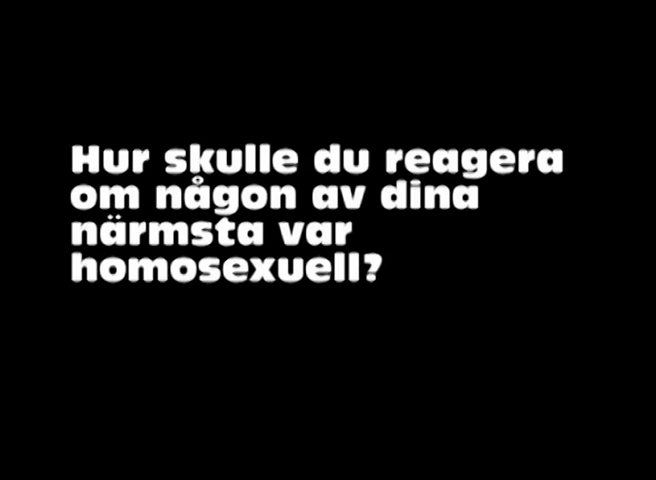 Hur skulle du reagera
om någon av dina
närmsta var
homosexuell?